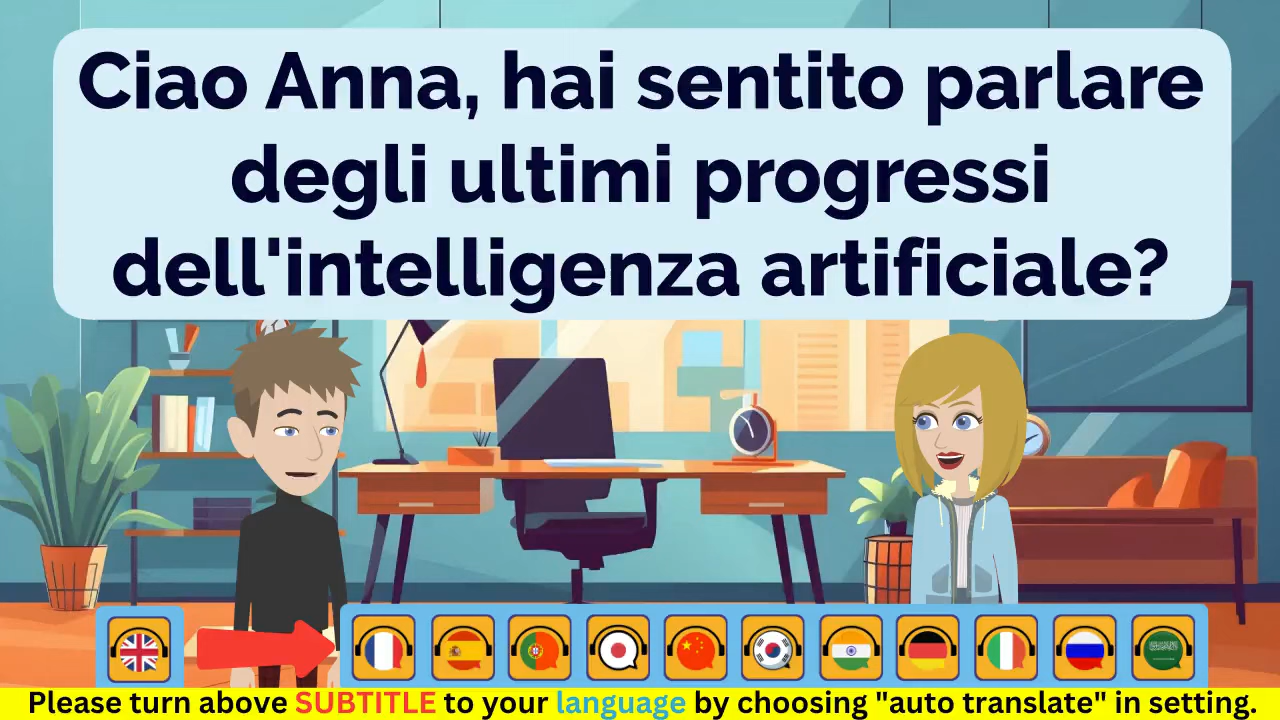 Ciao Anna, hai sentito parlare
degli ultimi progressi
dell'intelligenza artificiale?
Please turn above SUBTITLE to your language by choosing "auto translate" in setting.